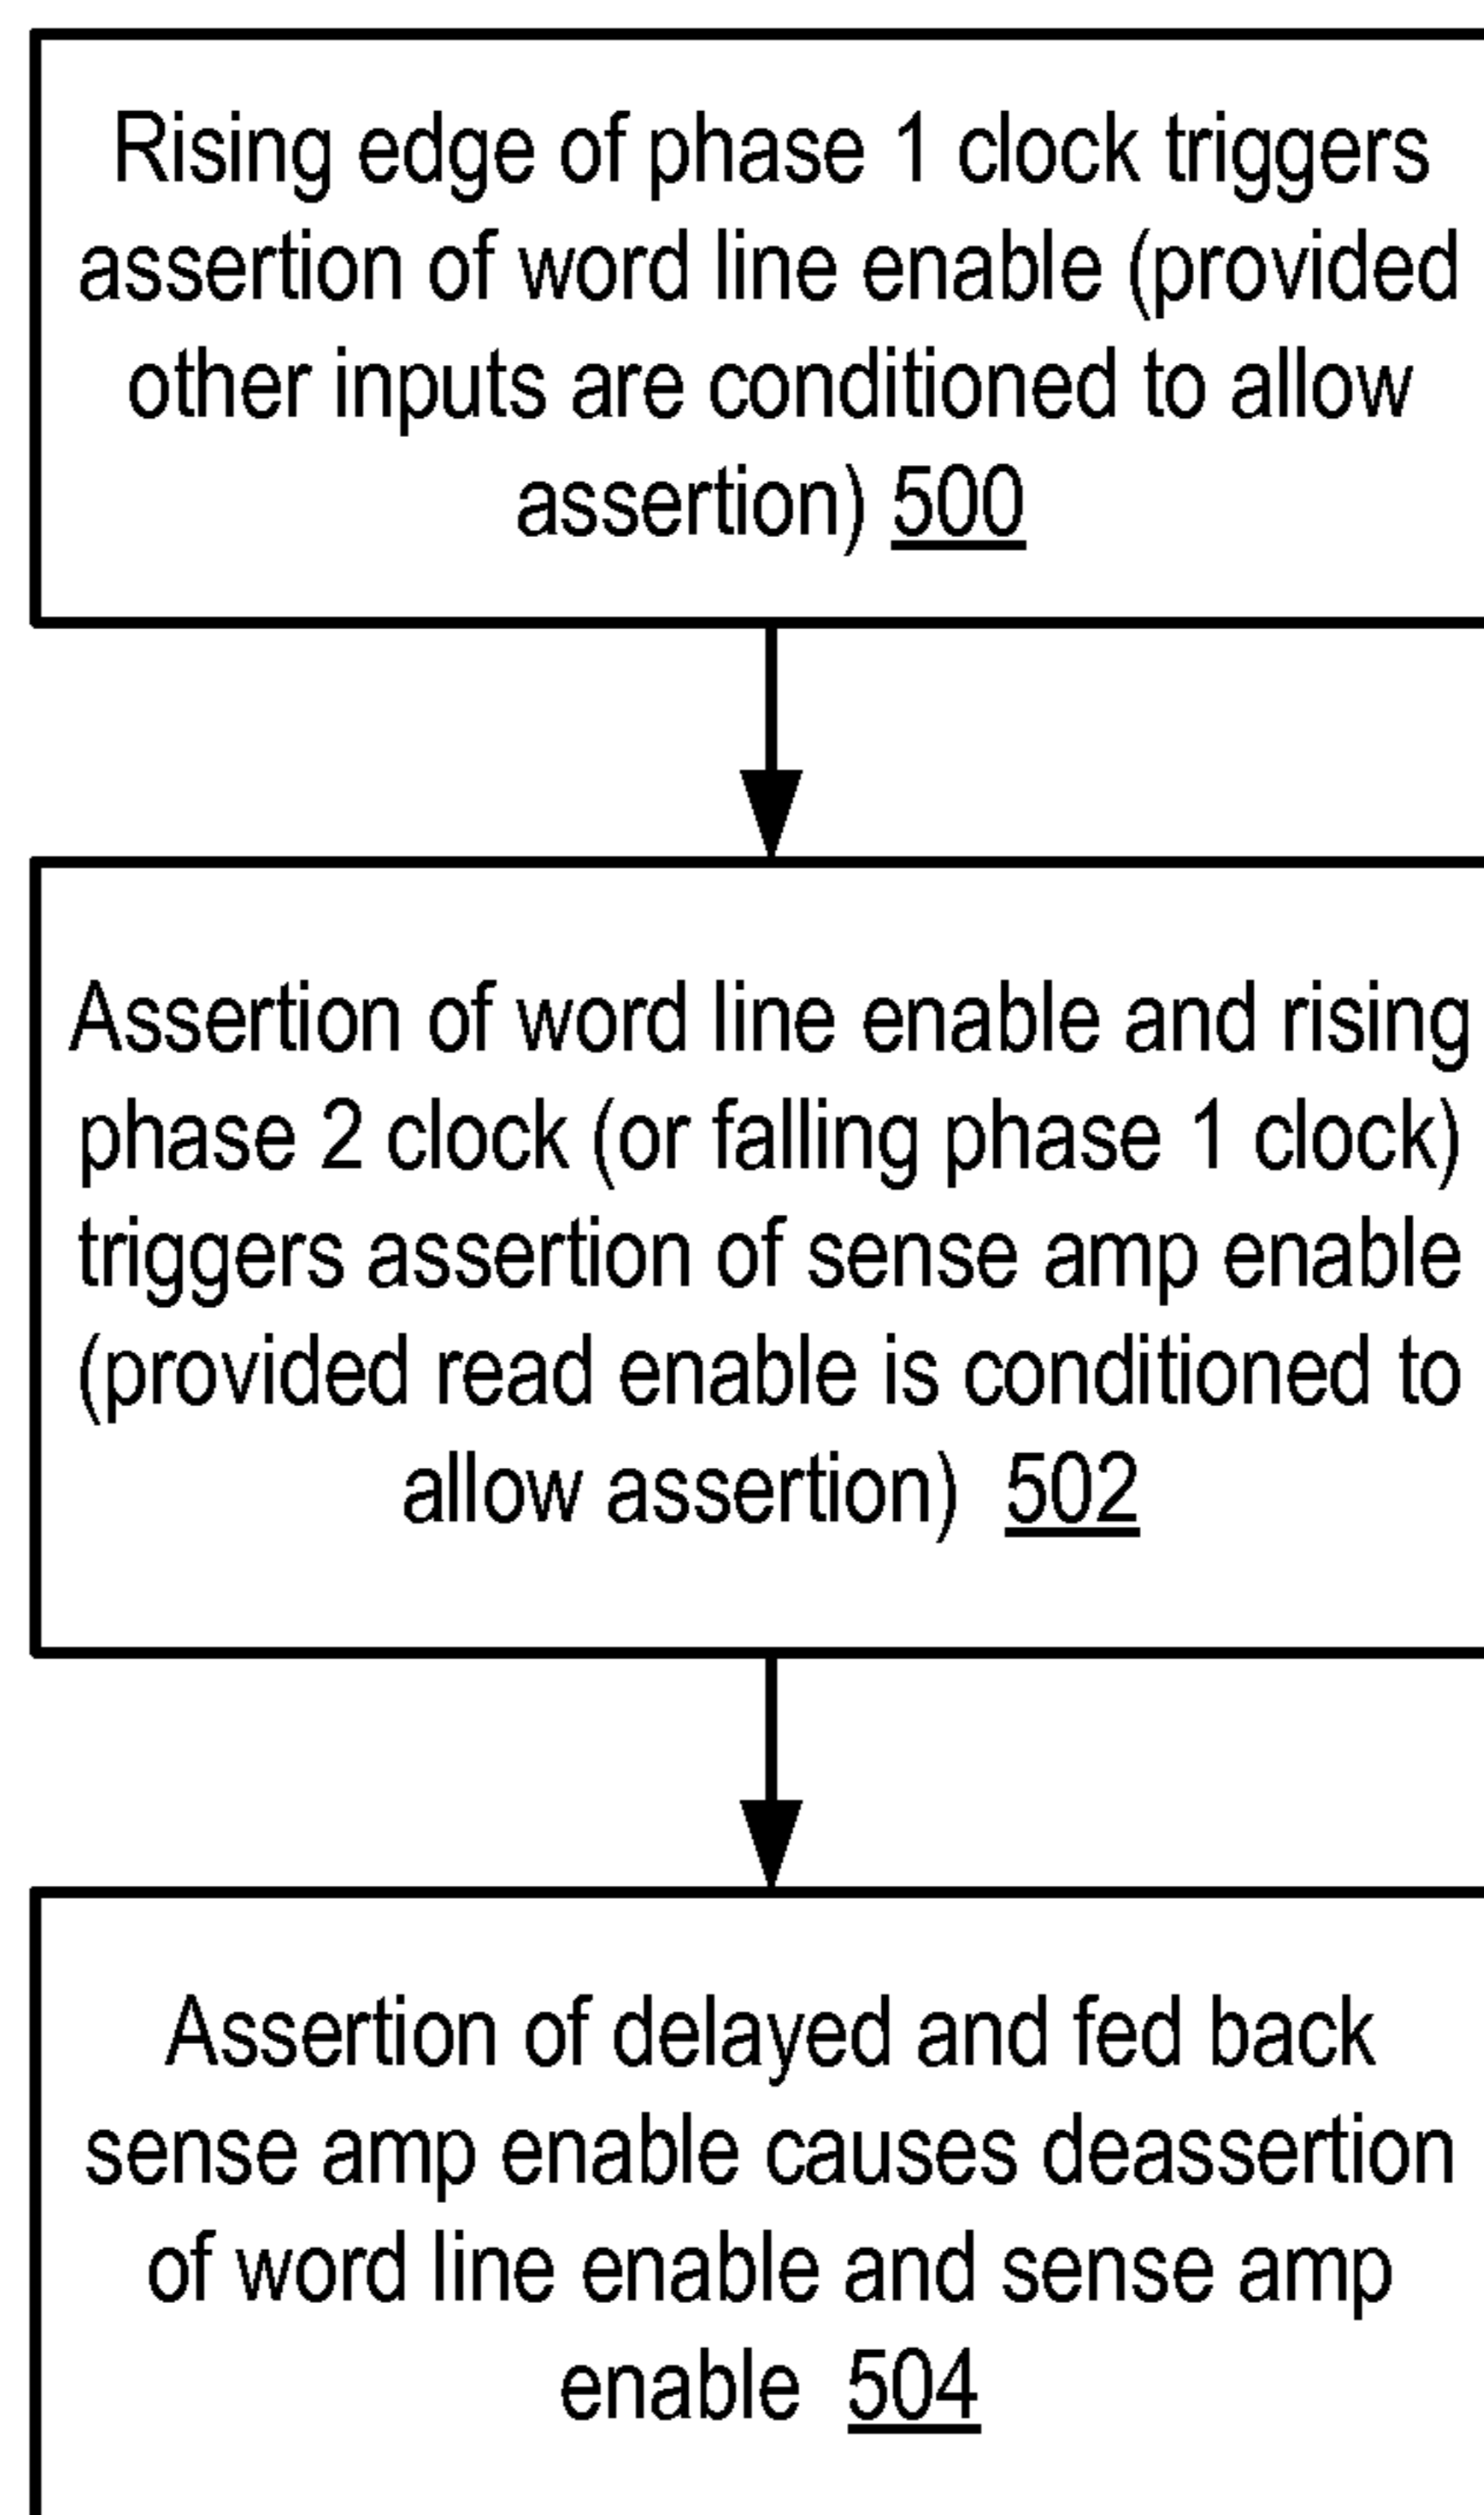 Rising edge of phase 1 clock triggers
assertion of word line enable (provided
other inputs are conditioned to allow
assertion) 500
Assertion of word line enable and rising
phase 2 clock (or falling phase 1 clock)
triggers assertion of sense amp enable
(provided read enable is conditioned to
allow assertion) 502
Assertion of delayed and fed back
sense amp enable causes deassertion
of word line enable and sense amp
enable 504